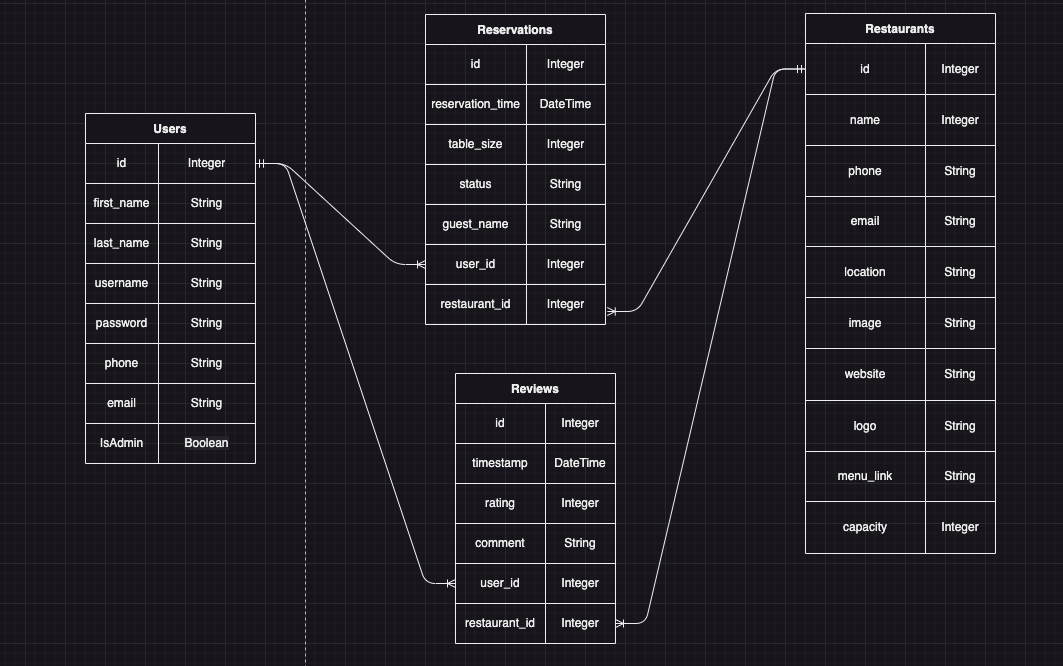 Users
id Integer
first_name String
last_name String
username String
password String
phone String
email String
IsAdmin Boolean
Reservations
id Integer
reservation_time DateTime
table_size Integer
status String
guest_name String
user_id Integer
restaurant_id Integer
Reviews
id Integer
timestamp DateTime
rating Integer
comment String
user_id Integer
restaurant_id Integer
Restaurants
id Integer
name Integer
phone String
email String
location String
image String
website String
logo String
menu_link String
capacity Integer